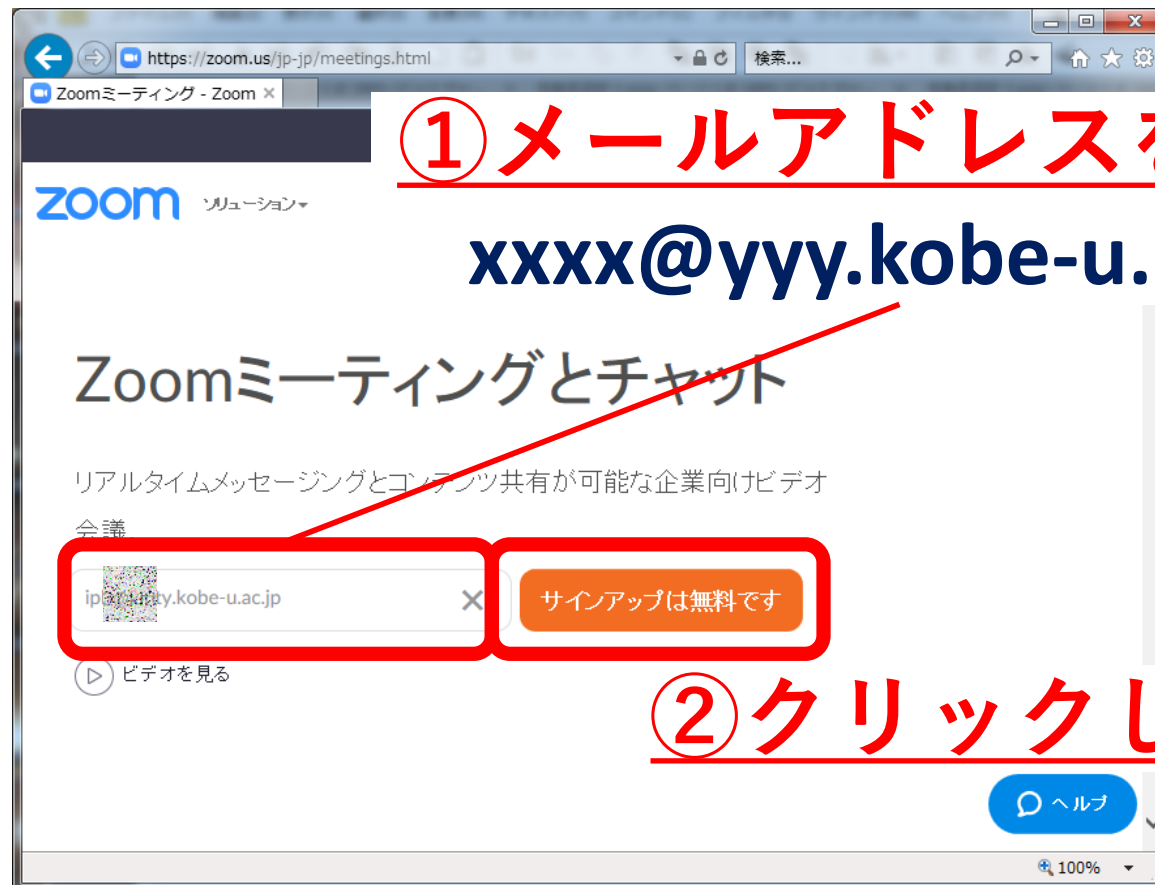 https://zoom.us/jp-jp/meetings.html
検索...
Zoomミーティング - Zoom
①メールアドレスを
zoom ソリューション
xxxx@yyy.kobe-u.
Zoomミーティングとチャット
リアルタイムメッセージングとコンテンツ共有が可能な企業向けビデオ
会議
ty.kobe-u.ac.jp
サインアップは無料です
ビデオを見る
②クリックし
ヘルプ
100%